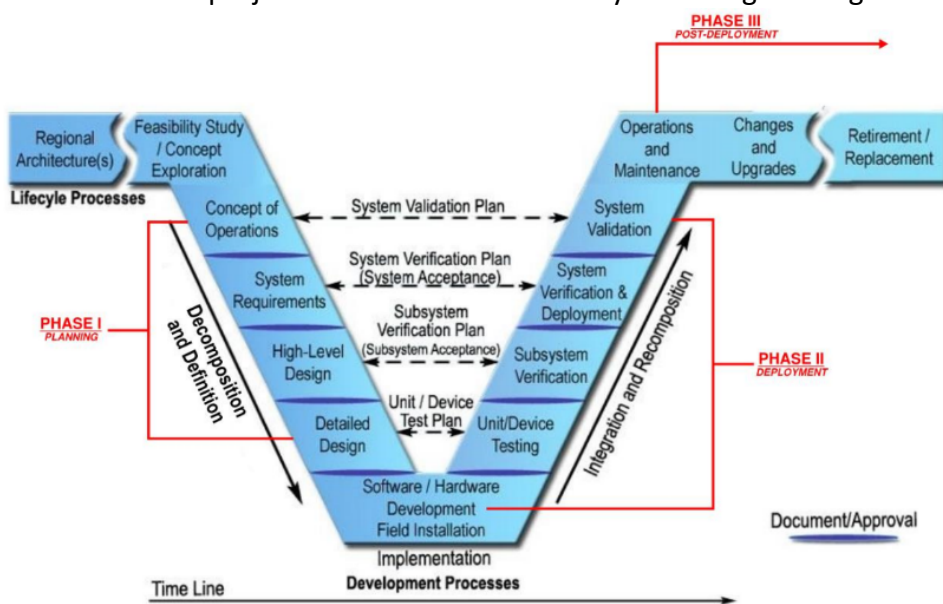 PHASE III
POST-DEPLOYMENT
Regional
Architecture(s)
Feasibility Study
/ Concept
Exploration
Operations
and
Maintenance
Changes
and
Upgrades
Retirement /
Replacement
Lifecyle Processes
Concept of
Operations
System Validation Plan
System
Validation
System
Requirements
System Verification Plan
(System Acceptance)
System
Verification &
Deployment
PHASE I
PLANNING
Decomposition
and Definition
High-Level
Design
Subsystem
Verification Plan
(Subsystem Acceptance)
Subsystem
Verification
Integration and Recomposition
PHASE II
DEPLOYMENT
Detailed
Design
Unit / Device
Test Plan
Unit/Device
Testing
Software / Hardware
Development
Field Installation
Document/Approval
Implementation
Development Processes
Time Line